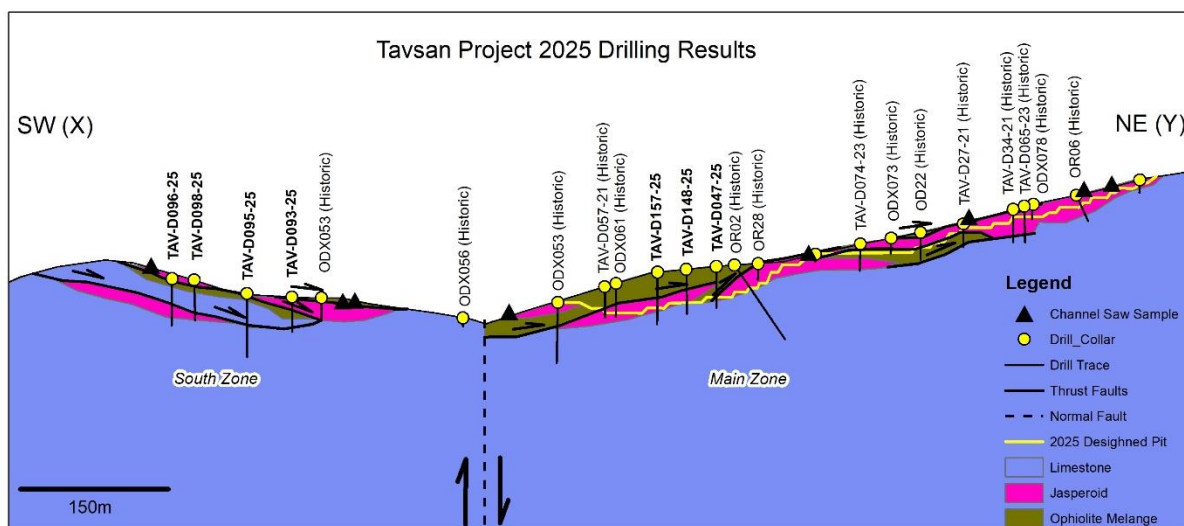 Tavsan Project 2025 Drilling Results
SW (X)
NE (Y)
TAV-D096-25
TAV-D098-25
TAV-D095-25
TAV-D093-25
ODX053 (Historic)
ODX056 (Historic)
ODX053 (Historic)
TAV-D057-21 (Historic)
ODX061 (Historic)
TAV-D157-25
TAV-D148-25
TAV-D047-25
OR02 (Historic)
OR28 (Historic)
TAV-D074-23 (Historic)
ODX073 (Historic)
OD22 (Historic)
TAV-D27-21 (Historic)
TAV-D34-21 (Historic)
TAV-D065-23 (Historic)
ODX078 (Historic)
OR06 (Historic)
South Zone
Main Zone
150m
Legend
Channel Saw Sample
Drill_Collar
Drill Trace
Thrust Faults
Normal Fault
2025 Desighned Pit
Limestone
Jasperoid
Ophiolite Melange